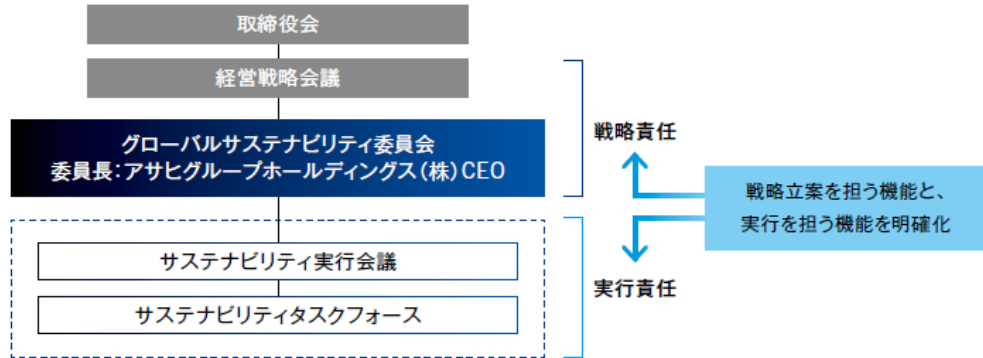 取締役会
経営戦略会議
グローバルサステナビリティ委員会
委員長：アサヒグループホールディングス（株）CEO
サステナビリティ実行会議
サステナビリティタスクフォース
戦略責任
実行責任
戦略立案を担う機能と、
実行を担う機能を明確化